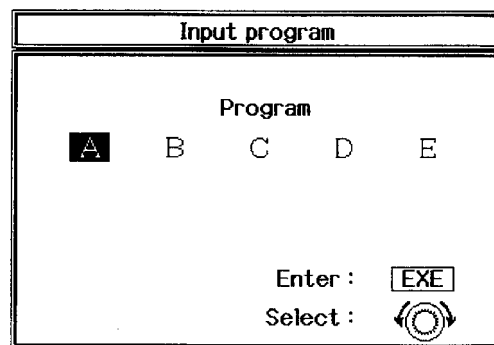 Input program
Program
A B C D E
Enter : EXE
Select :